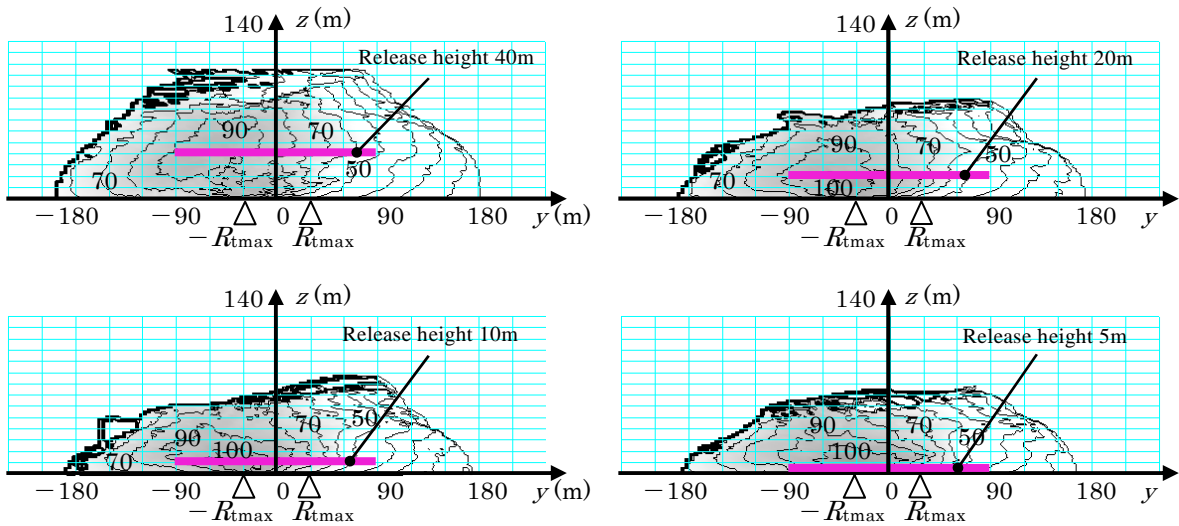 140 z (m)
Release height 40m
90 70
50
70
−180 −90 0 90 180 y (m)
−Rtmax Rtmax
140 z (m)
Release height 20m
90 70 50
70 100
−180 −90 0 90 180 y (m)
−Rtmax Rtmax
140 z (m)
Release height 10m
70 50
90 100
70
−180 −90 0 90 180 y (m)
−Rtmax Rtmax
140 z (m)
Release height 5m
90 70 50
100
−180 −90 0 90 180 y
−Rtmax Rtmax